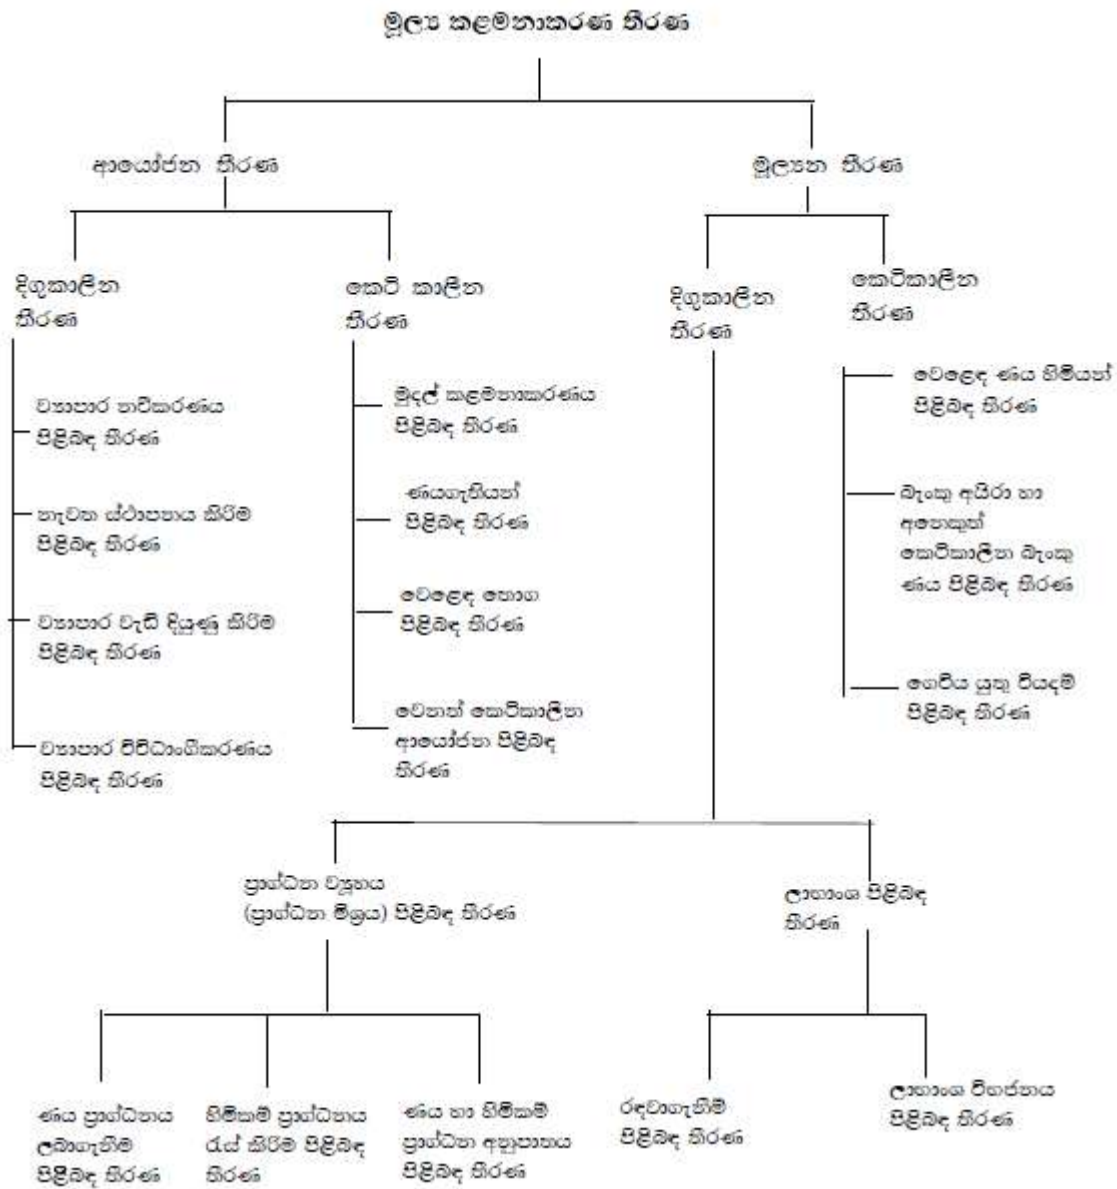 මූල්‍ය කළමනාකරණ තීරණ
ආයෝජන තීරණ
මූල්‍යන තීරණ
දිගුකාලීන
තීරණ
කෙටි කාලීන
තීරණ
දිගුකාලීන
තීරණ
කෙටිකාලීන
තීරණ
ව්‍යාපාර නවීකරණය
පිළිබඳ තීරණ
නැවත ස්ථාපනය කිරීම
පිළිබඳ තීරණ
ව්‍යාපාර වැඩි දියුණු කිරීම
පිළිබඳ තීරණ
ව්‍යාපාර විවිධාංගීකරණය
පිළිබඳ තීරණ
මුදල් කළමනාකරණය
පිළිබඳ තීරණ
ණයගැතියන්
පිළිබඳ තීරණ
වෙළෙඳ තොග
පිළිබඳ තීරණ
වෙනත් කෙටිකාලීන
ආයෝජන පිළිබඳ
තීරණ
වෙළෙඳ ණය හිමියන්
පිළිබඳ තීරණ
බැංකු අයිරා හා
අනෙකුත්
කෙටිකාලීන බැංකු
ණය පිළිබඳ තීරණ
ගෙවිය යුතු වියදම්
පිළිබඳ තීරණ
ප්‍රාග්ධන ව්‍යුහය
(ප්‍රාග්ධන මිශ්‍රය) පිළිබඳ තීරණ
ලාභාංශ පිළිබඳ
තීරණ
ණය ප්‍රාග්ධනය
ලබාගැනීම
පිළිබඳ තීරණ
හිමිකම් ප්‍රාග්ධනය
රැස් කිරීම පිළිබඳ
තීරණ
ණය හා හිමිකම්
ප්‍රාග්ධන අනුපාතය
පිළිබඳ තීරණ
රඳවාගැනීම්
පිළිබඳ තීරණ
ලාභාංශ විභජනය
පිළිබඳ තීරණ